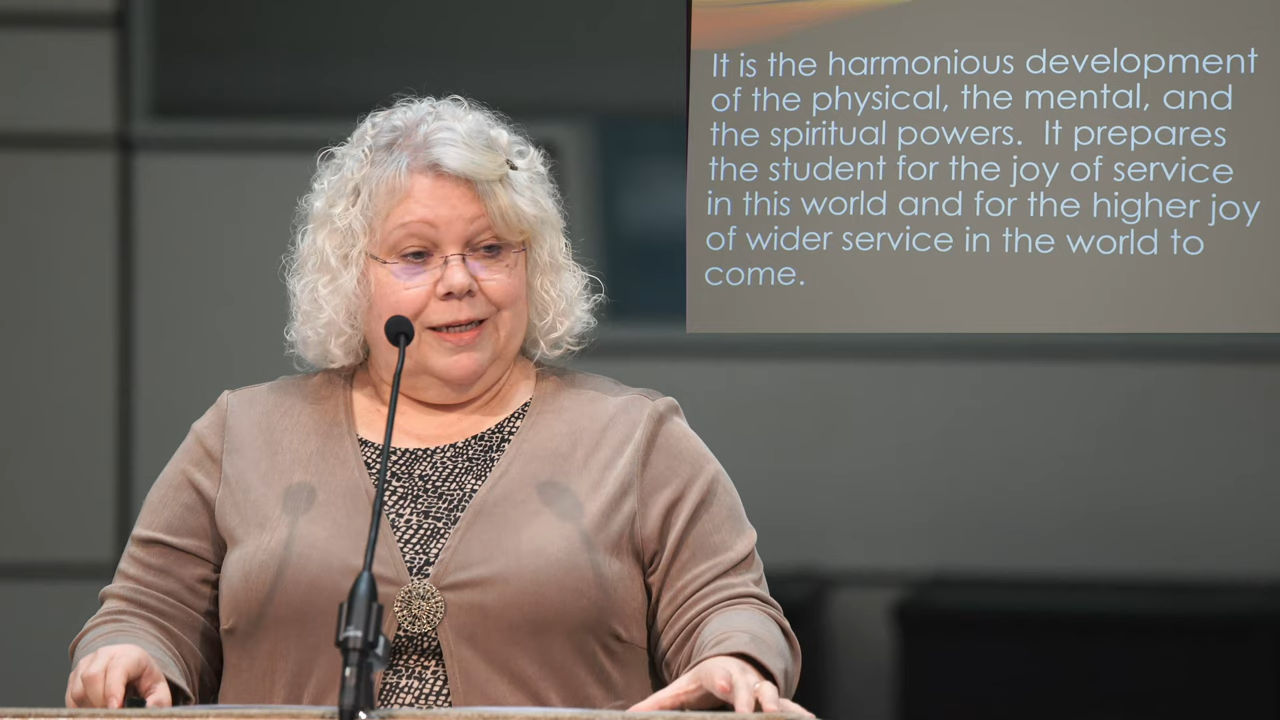 It is the harmonious development
of the physical, the mental, and
the spiritual powers.  It prepares
the student for the joy of service
in this world and for the higher joy
of wider service in the world to
come.